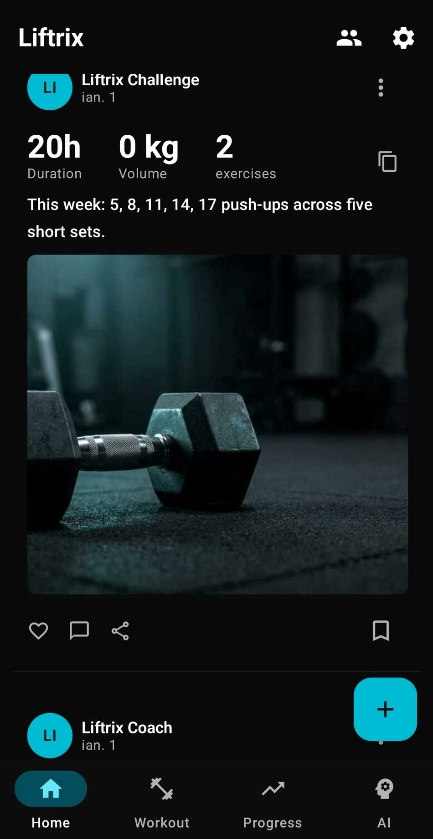 Liftrix
LI
Liftrix Challenge
ian. 1
20h
0 kg
2
Duration
Volume
exercises
This week: 5, 8, 11, 14, 17 push-ups across five
short sets.
LI
Liftrix Coach
ian. 1
Home
Workout
Progress
AI